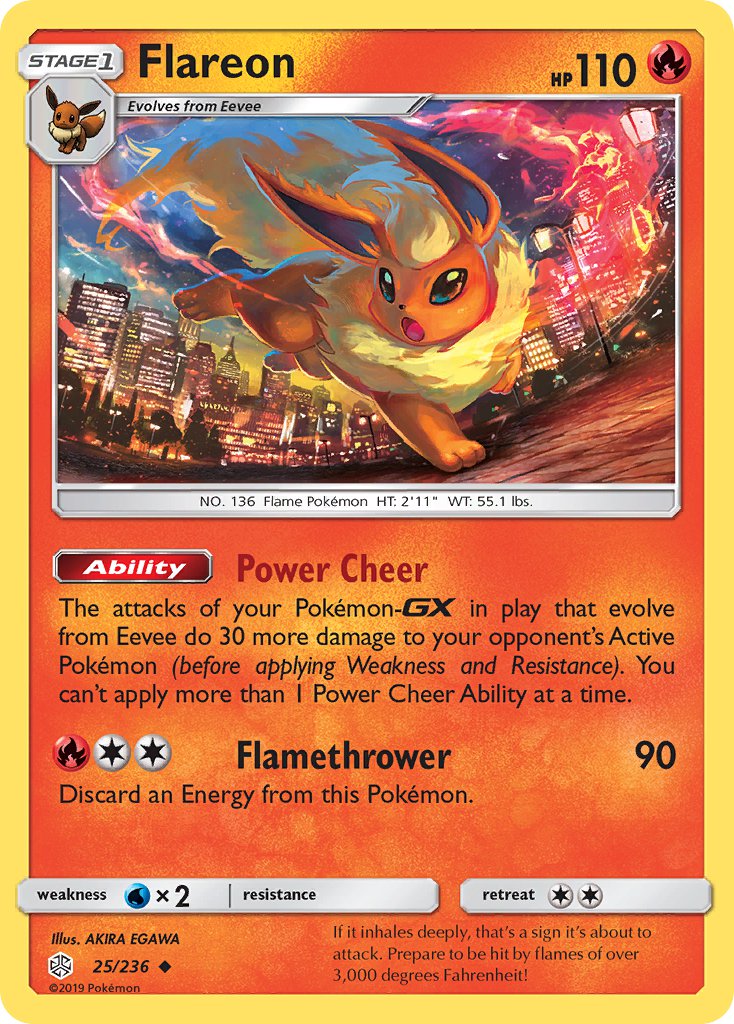 STAGE1
Flareon
HP110
Evolves from Eevee
NO. 136 Flame Pokémon HT: 2'11" WT: 55.1 lbs.
Ability Power Cheer
The attacks of your Pokémon-GX in play that evolve
from Eevee do 30 more damage to your opponent's Active
Pokémon (before applying Weakness and Resistance). You
can't apply more than 1 Power Cheer Ability at a time.
Flamethrower 90
Discard an Energy from this Pokémon.
weakness ×2 resistance retreat
Illus. AKIRA EGAWA
25/236
©2019 Pokémon
If it inhales deeply, that's a sign it's about to
attack. Prepare to be hit by flames of over
3,000 degrees Fahrenheit!